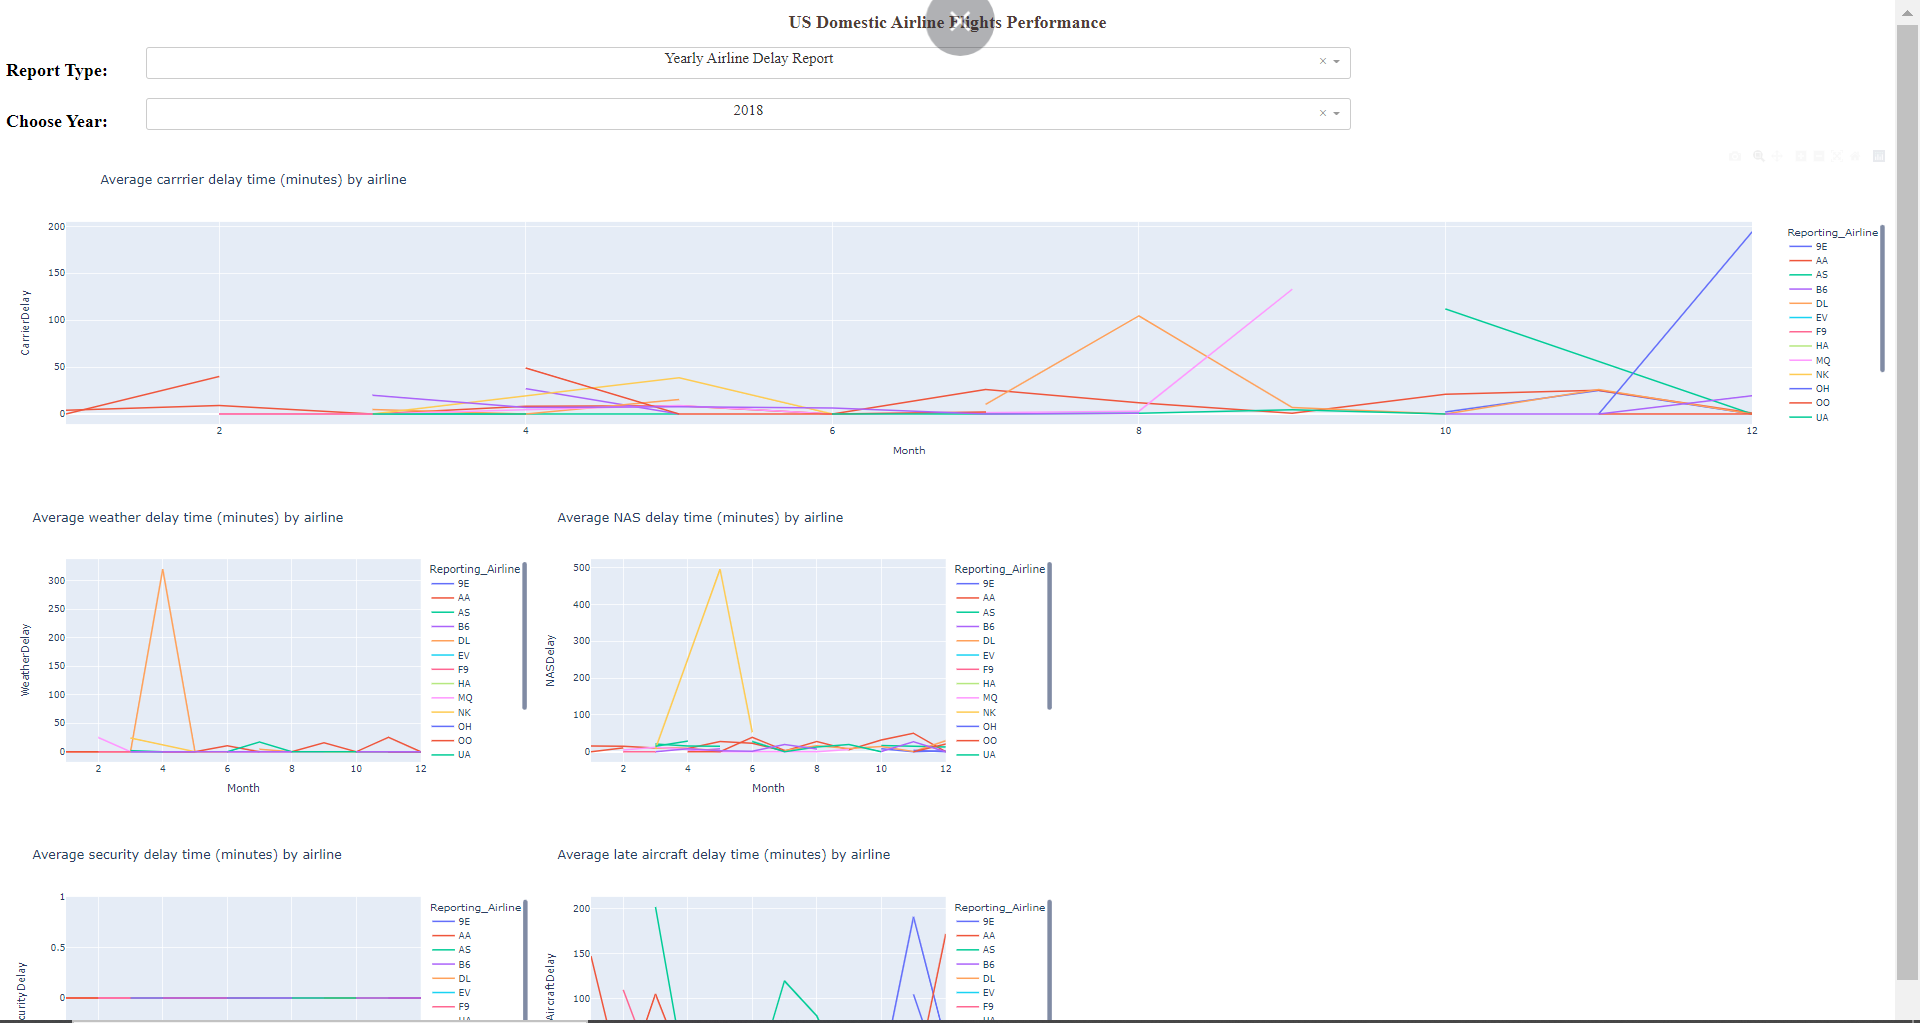 US Domestic Airline Flights Performance
Report Type:
Yearly Airline Delay Report
Choose Year:
2018
Average carrrier delay time (minutes) by airline
200
150
100
50
0
CarrierDelay
2 4 6 8 10 12
Month
Reporting_Airline
9E
AA
AS
B6
DL
EV
F9
HA
MQ
NK
OH
OO
UA
Average weather delay time (minutes) by airline
300
250
200
150
100
50
0
WeatherDelay
2 4 6 8 10 12
Month
Reporting_Airline
9E
AA
AS
B6
DL
EV
F9
HA
MQ
NK
OH
OO
UA
Average NAS delay time (minutes) by airline
500
400
300
200
100
0
NASDelay
2 4 6 8 10 12
Month
Reporting_Airline
9E
AA
AS
B6
DL
EV
F9
HA
MQ
NK
OH
OO
UA
Average security delay time (minutes) by airline
1
0.5
0
curityDelay
Reporting_Airline
9E
AA
AS
B6
DL
EV
F9
Average late aircraft delay time (minutes) by airline
200
150
100
AircraftDelay
Reporting_Airline
9E
AA
AS
B6
DL
EV
F9